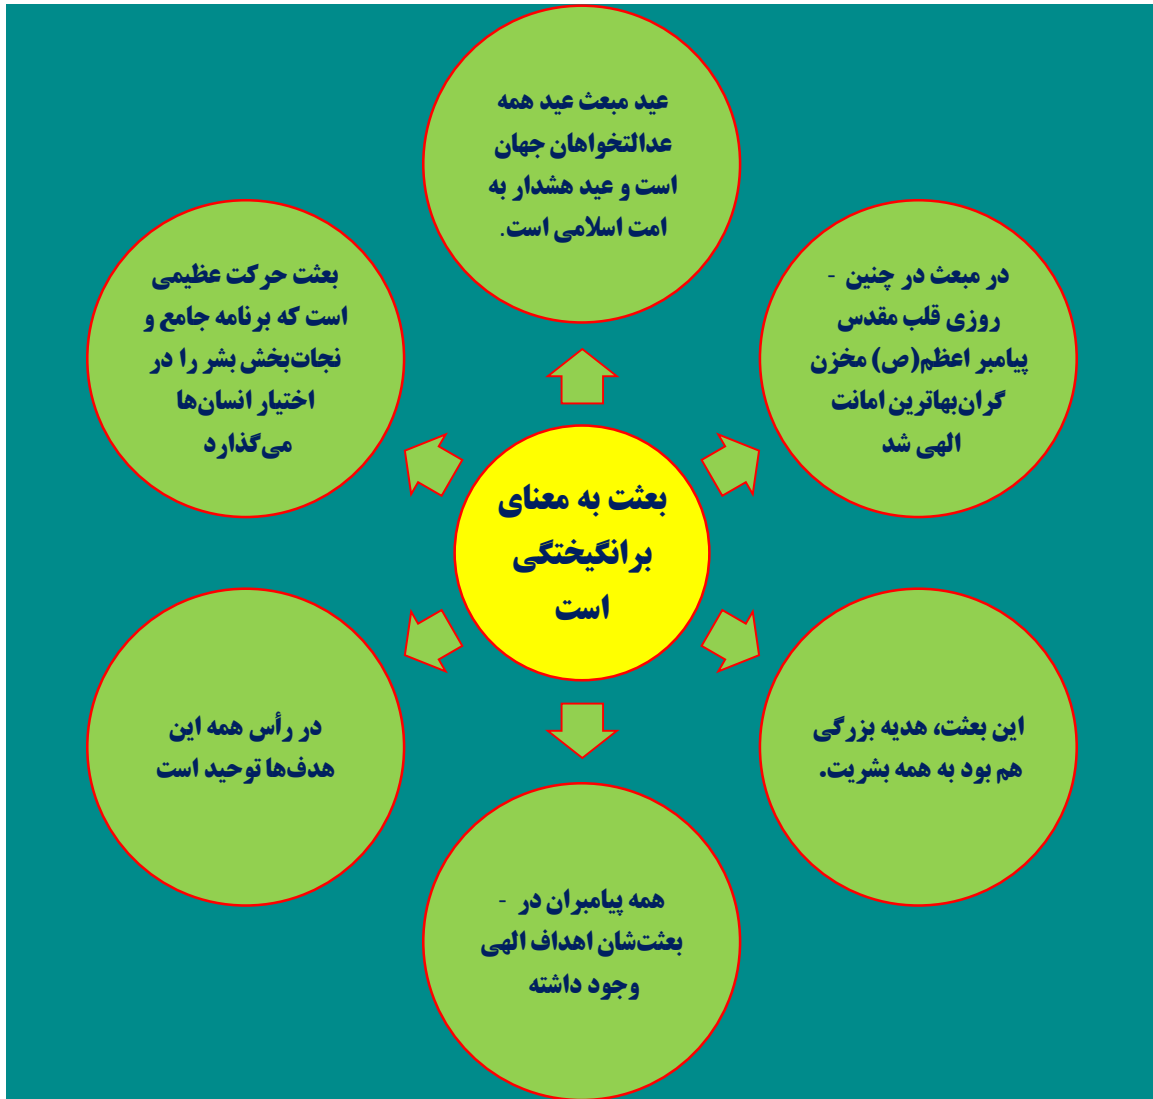 عید مبعث عید همه
عدالتخواهان جهان
است و عید هشدار به
امت اسلامی است.
در مبعث در چنین -
روزی قلب مقدس
پیامبر اعظم(ص) مخزن
گران‌بهاترین امانت
الهی شد
این بعثت، هدیه بزرگی
هم بود به همه بشریت.
همه پیامبران در -
بعثت‌شان اهداف الهی
وجود داشته
در رأس همه این
هدف‌ها توحید است
بعثت حرکت عظیمی
است که برنامه جامع و
نجات‌بخش بشر را در
اختیار انسان‌ها
می‌گذارد
بعثت به معنای
برانگیختگی
است